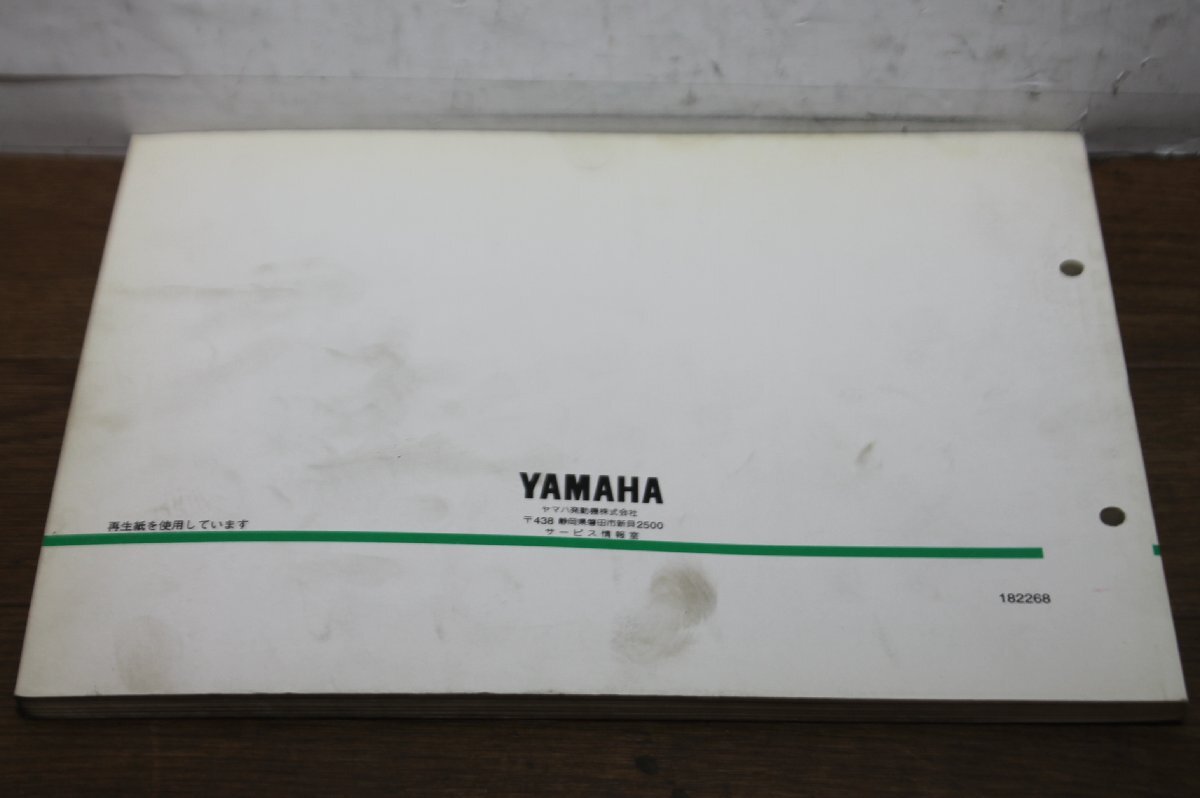 YAMAHA
ヤマハ発動機株式会社
〒438 静岡県磐田市新貝2500
サービス情報室
再生紙を使用しています
182268